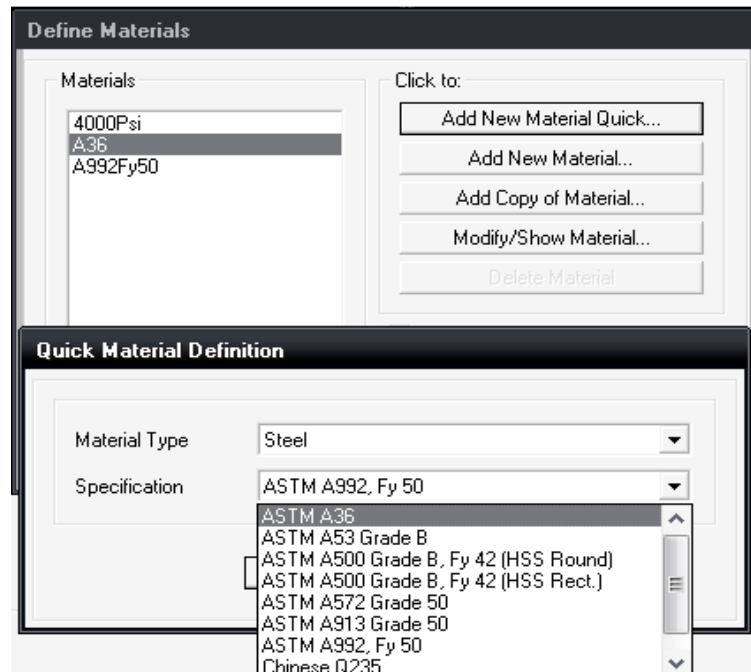 Define Materials
Materials
4000Psi
A36
A992Fy50
Click to:
Add New Material Quick...
Add New Material...
Add Copy of Material...
Modify/Show Material...
Delete Material
Quick Material Definition
Material Type
Steel
Specification
ASTM A992, Fy 50
ASTM A36
ASTM A53 Grade B
ASTM A500 Grade B, Fy 42 (HSS Round)
ASTM A500 Grade B, Fy 42 (HSS Rect.)
ASTM A572 Grade 50
ASTM A913 Grade 50
ASTM A992, Fy 50
Chinese Q235